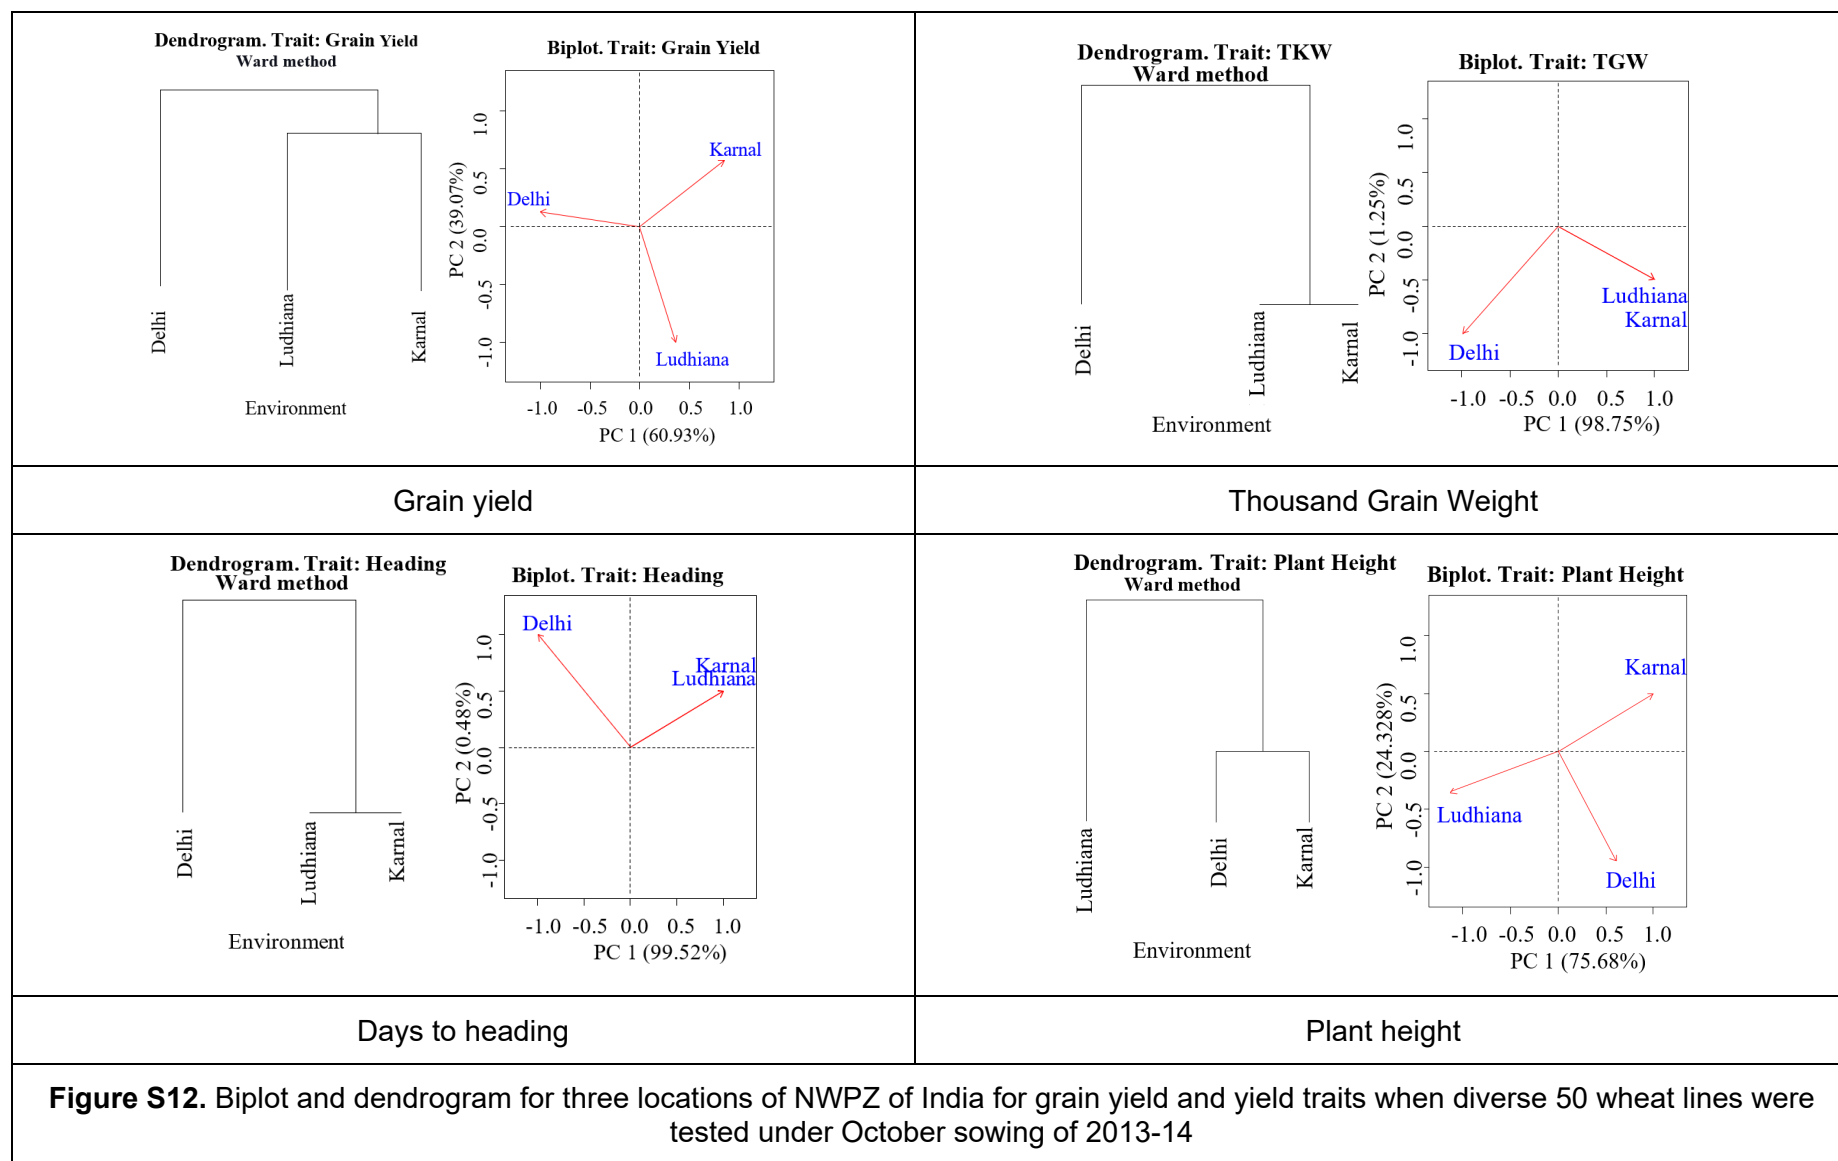 Dendrogram. Trait: Grain Yield
Ward method
Delhi
Ludhiana
Karnal
Environment
Biplot. Trait: Grain Yield
PC 2 (39.07%)
1.0
0.5
0.0
-0.5
-1.0
Karnal
Delhi
Ludhiana
-1.0 -0.5 0.0 0.5 1.0
PC 1 (60.93%)
Dendrogram. Trait: TKW
Ward method
Delhi
Ludhiana
Karnal
Environment
Biplot. Trait: TGW
PC 2 (1.25%)
1.0
0.5
0.0
-0.5
-1.0
Ludhiana
Karnal
Delhi
-1.0 -0.5 0.0 0.5 1.0
PC 1 (98.75%)
Grain yield
Thousand Grain Weight
Dendrogram. Trait: Heading
Ward method
Delhi
Ludhiana
Karnal
Environment
Biplot. Trait: Heading
PC 2 (0.48%)
1.0
0.5
0.0
-0.5
-1.0
Delhi
Karnal
Ludhiana
-1.0 -0.5 0.0 0.5 1.0
PC 1 (99.52%)
Dendrogram. Trait: Plant Height
Ward method
Ludhiana
Delhi
Karnal
Environment
Biplot. Trait: Plant Height
PC 2 (24.328%)
1.0
0.5
0.0
-0.5
-1.0
Karnal
Ludhiana
Delhi
-1.0 -0.5 0.0 0.5 1.0
PC 1 (75.68%)
Days to heading
Plant height
Figure S12. Biplot and dendrogram for three locations of NWPZ of India for grain yield and yield traits when diverse 50 wheat lines were
tested under October sowing of 2013-14